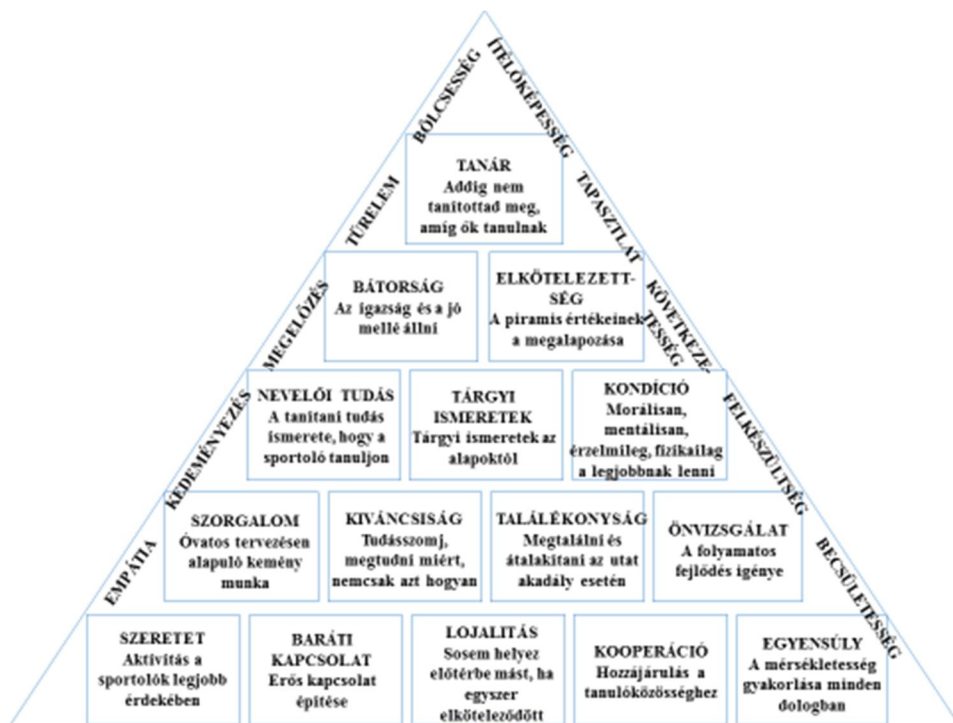 BÖLCSESSÉG
ÍTÉLŐKÉPESSÉG
TANÁR
Addig nem
tanítottad meg,
amíg ők tanulnak
TÜRELEM
TAPASZTLAT
BÁTORSÁG
Az igazság és a jó
mellé állni
ELKÖTELEZETT-
SÉG
A piramis értékeinek
a megalapozása
MEGELŐZÉS
KÖVETKEZE-
TESSÉG
NEVELŐI TUDÁS
A tanítani tudás
ismerete, hogy a
sportoló tanuljon
TÁRGYI
ISMERETEK
Tárgyi ismeretek az
alapoktól
KONDÍCIÓ
Morálisan,
mentálisan,
érzelmileg, fizikailag
a legjobbnak lenni
KEDEMÉNYEZÉS
FELKÉSZÜLTSÉG
SZORGALOM
Óvatos tervezésen
alapuló kemény
munka
KIVÁNCSISÁG
Tudásszomj,
megtudni miért,
nemcsak azt hogyan
TALÁLÉKONYSÁG
Megtalálni és
átalakítani az utat
akadály esetén
ÖNVIZSGÁLAT
A folyamatos
fejlődés igénye
EMPÁTIA
BECSÜLETESSÉG
SZERETET
Aktivitás a
sportolók legjobb
érdekében
BARÁTI
KAPCSOLAT
Erős kapcsolat
építése
LOJALITÁS
Sosem helyez
előtérbe mást, ha
egyszer
elköteleződött
KOOPERÁCIÓ
Hozzájárulás a
tanulóközösséghez
EGYENSÚLY
A mérsékletesség
gyakorlása minden
dologban